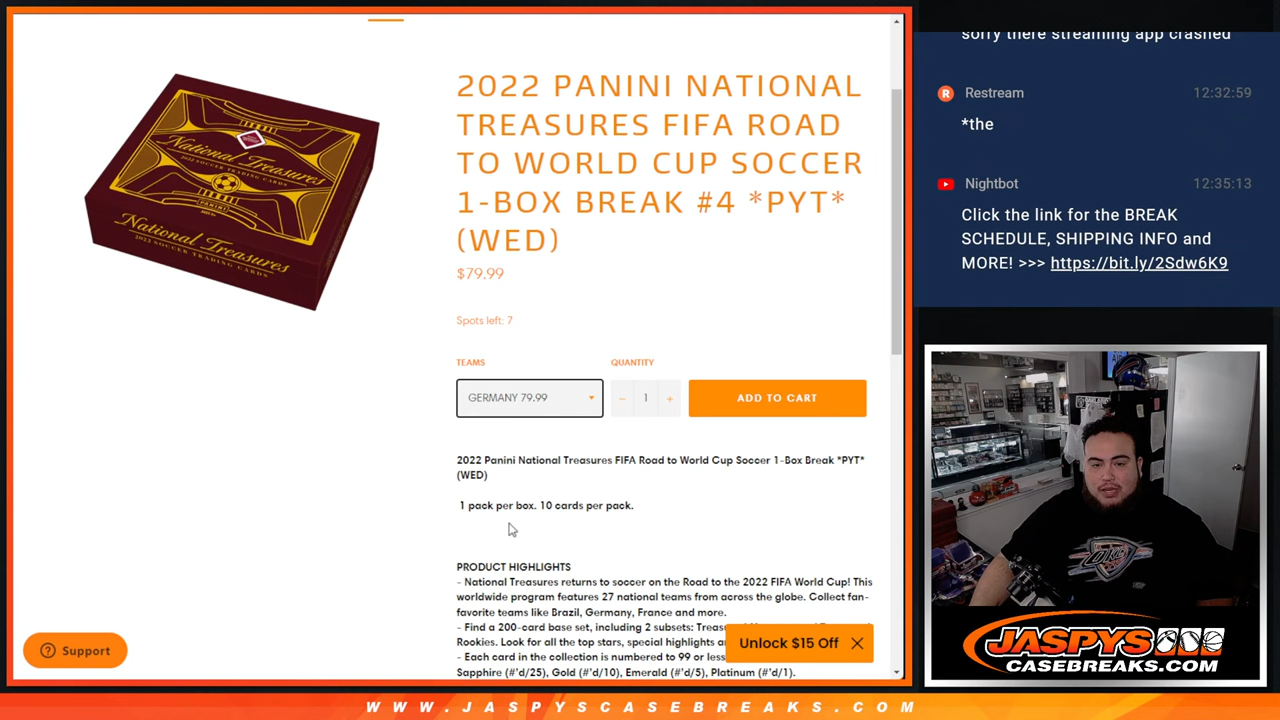 2022 PANINI NATIONAL
TREASURES FIFA ROAD
TO WORLD CUP SOCCER
1-BOX BREAK #4 *PYT*
(WED)
$79.99
Spots left: 7
TEAMS
QUANTITY
GERMANY 79.99
− 1 +
ADD TO CART
2022 Panini National Treasures FIFA Road to World Cup Soccer 1-Box Break *PYT*
(WED)
1 pack per box. 10 cards per pack.
PRODUCT HIGHLIGHTS
- National Treasures returns to soccer on the Road to the 2022 FIFA World Cup! This
worldwide program features 27 national teams from across the globe. Collect fan-
favorite teams like Brazil, Germany, France and more.
- Find a 200-card base set, including 2 subsets:
Rookies. Look for all the top stars, special highlights
- Each card in the collection is numbered to 99 or less
Sapphire (#'d/25), Gold (#'d/10), Emerald (#'d/5), Platinum (#'d/1).
Unlock $15 Off
Support
National Treasures
2022 SOCCER TRADING CARDS
PANINI
National Treasures
2022 SOCCER TRADING CARDS
sorry there streaming app crashed
Restream 12:32:59
*the
Nightbot 12:35:13
Click the link for the BREAK
SCHEDULE, SHIPPING INFO and
MORE! >>> https://bit.ly/2Sdw6K9
OKC
JASPYS
CASEBREAKS.COM
WWW.JASPYSCASEBREAKS.COM